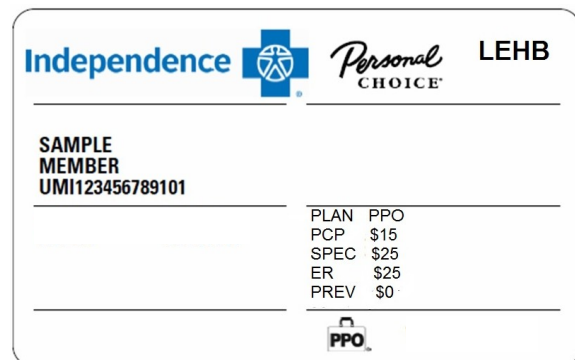 Independence
Personal CHOICE®
LEHB
SAMPLE
MEMBER
UMI123456789101
PLAN PPO
PCP $15
SPEC $25
ER $25
PREV $0
PPO